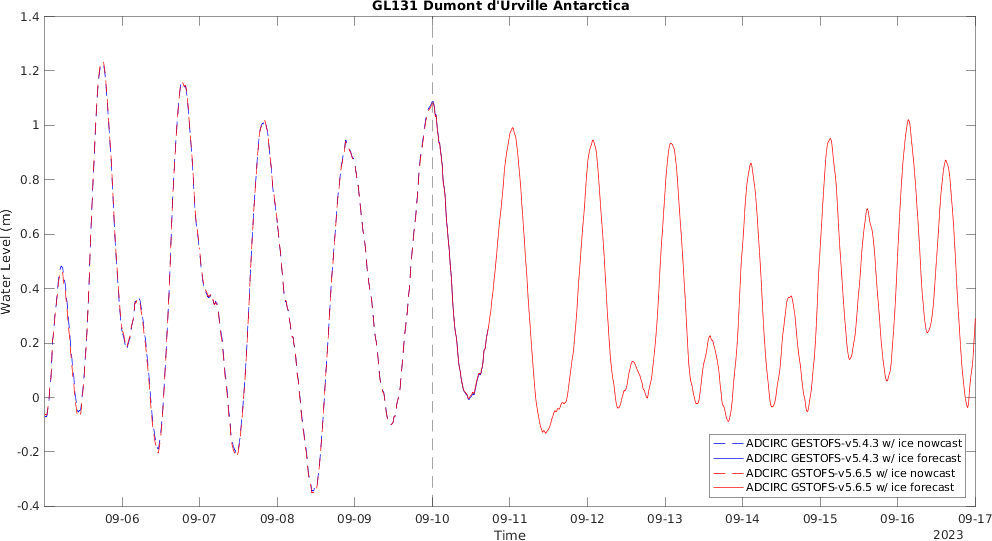 GL131 Dumont d'Urville Antarctica
1.4
1.2
1
0.8
0.6
0.4
0.2
0
-0.2
-0.4
Water Level (m)
ADCIRC GESTOFS-v5.4.3 w/ ice nowcast
ADCIRC GESTOFS-v5.4.3 w/ ice forecast
ADCIRC GSTOFS-v5.6.5 w/ ice nowcast
ADCIRC GSTOFS-v5.6.5 w/ ice forecast
09-06 09-07 09-08 09-09 09-10 09-11 09-12 09-13 09-14 09-15 09-16 09-17
Time
2023